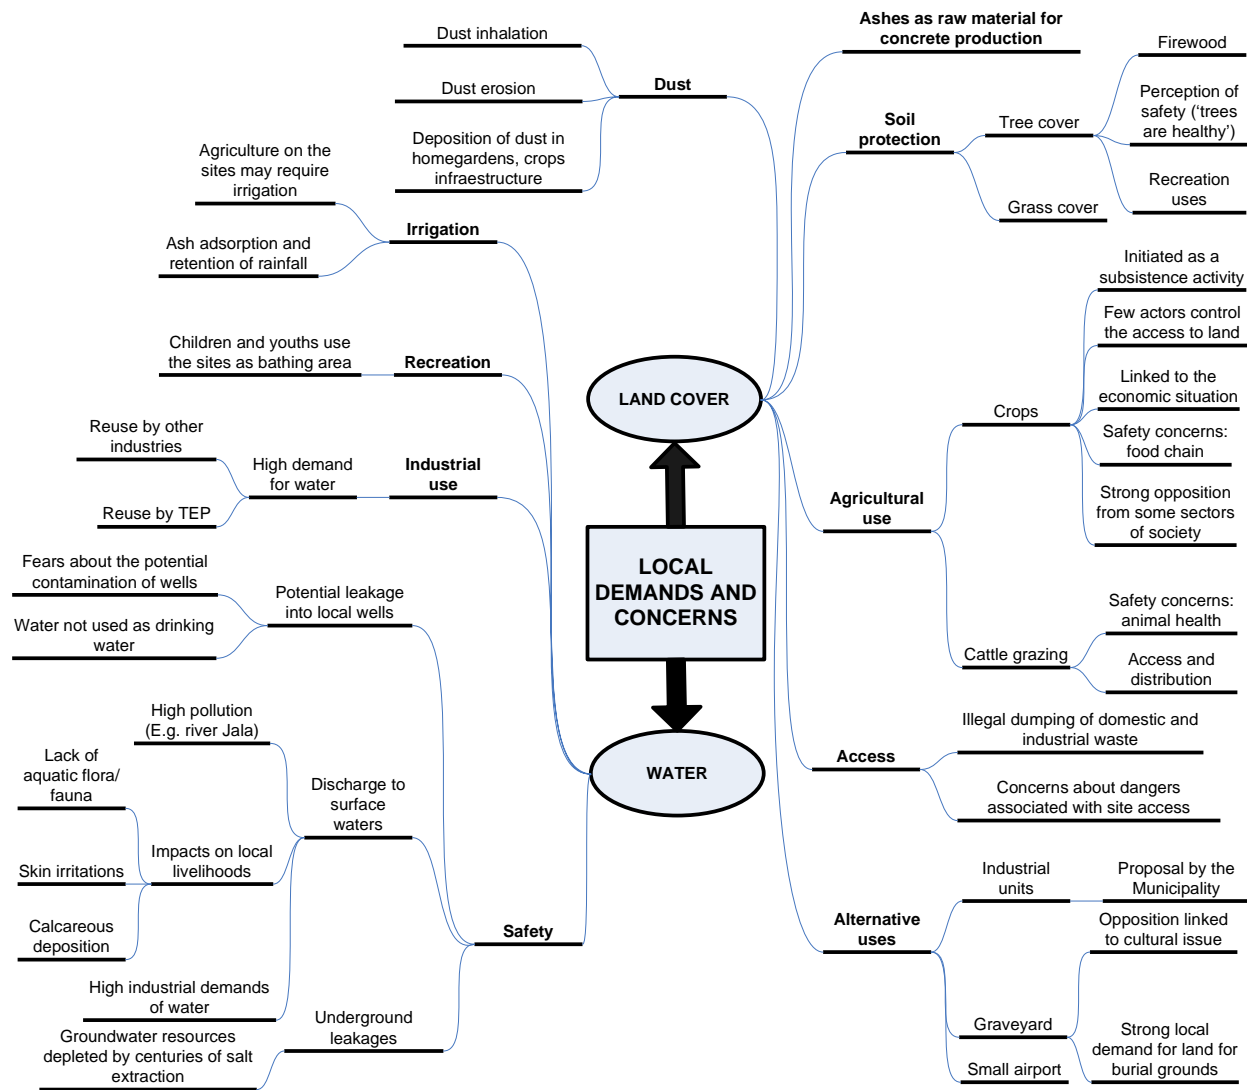 Dust inhalation
Dust erosion
Deposition of dust in
homegardens, crops
infraestructure
Dust
Agriculture on the
sites may require
irrigation
Ash adsorption and
retention of rainfall
Irrigation
Children and youths use
the sites as bathing area
Recreation
Reuse by other
industries
Reuse by TEP
High demand
for water
Industrial
use
Fears about the potential
contamination of wells
Water not used as drinking
water
Potential leakage
into local wells
High pollution
(E.g. river Jala)
Lack of
aquatic flora/
fauna
Skin irritations
Calcareous
deposition
Impacts on local
livelihoods
Discharge to
surface
waters
High industrial demands
of water
Groundwater resources
depleted by centuries of salt
extraction
Underground
leakages
Safety
LAND COVER
LOCAL
DEMANDS AND
CONCERNS
WATER
Ashes as raw material for
concrete production
Soil
protection
Tree cover
Grass cover
Firewood
Perception of
safety (‘trees
are healthy’)
Recreation
uses
Agricultural
use
Crops
Initiated as a
subsistence activity
Few actors control
the access to land
Linked to the
economic situation
Safety concerns:
food chain
Strong opposition
from some sectors
of society
Cattle grazing
Safety concerns:
animal health
Access and
distribution
Access
Illegal dumping of domestic and
industrial waste
Concerns about dangers
associated with site access
Alternative
uses
Industrial
units
Proposal by the
Municipality
Graveyard
Opposition linked
to cultural issue
Strong local
demand for land for
burial grounds
Small airport